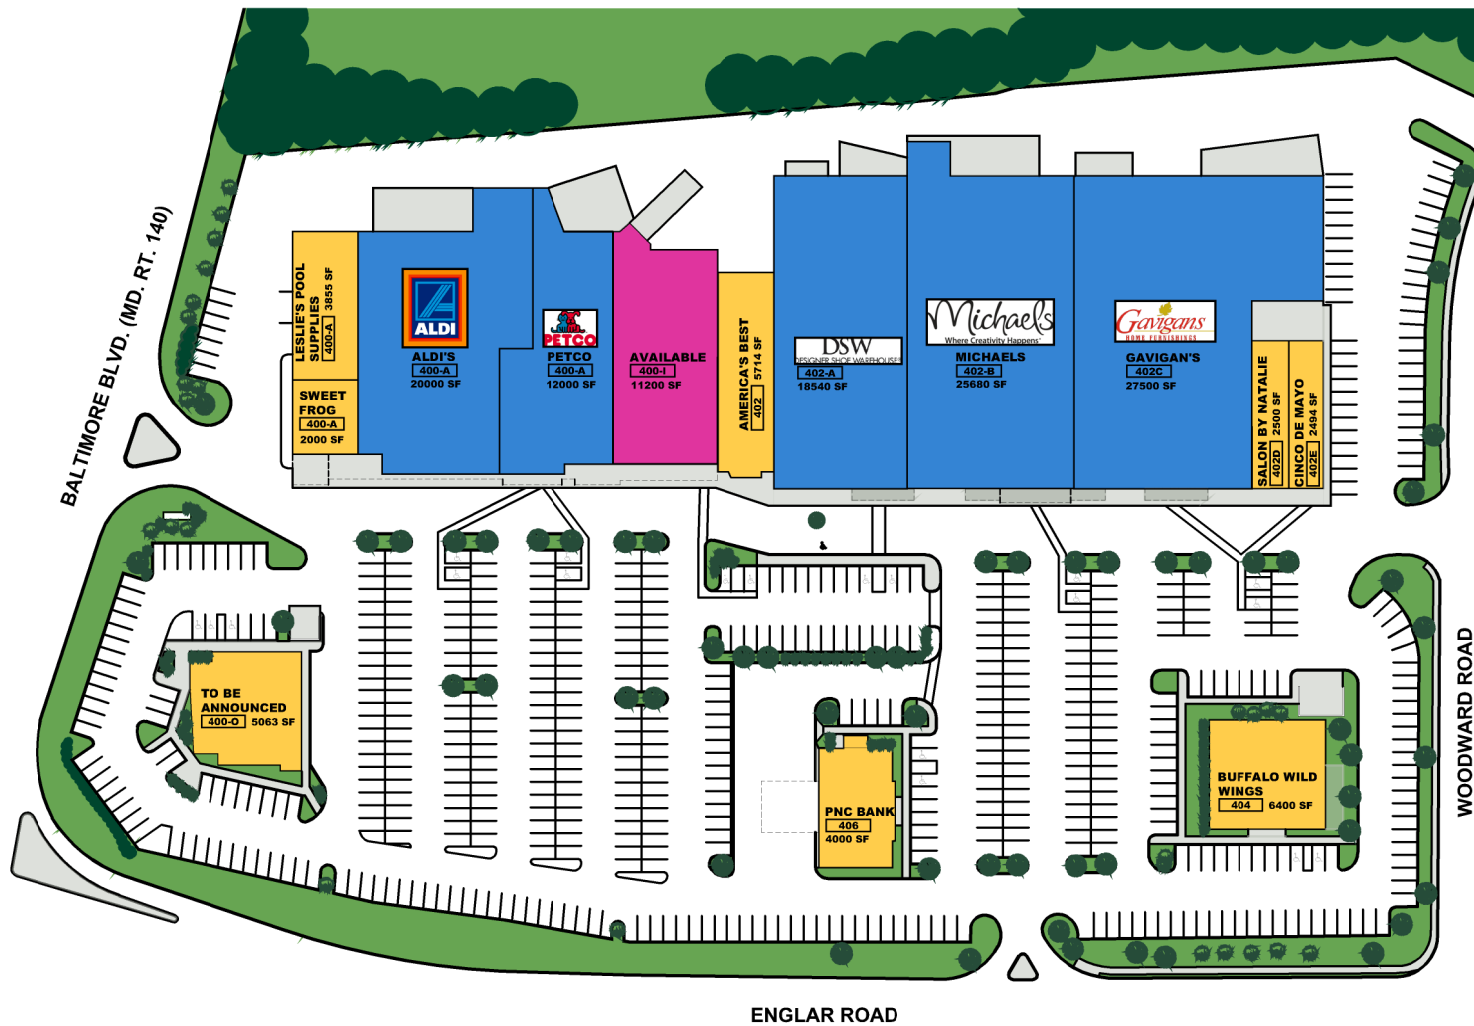 BALTIMORE BLVD. (MD. RT. 140)
LESLIE'S POOL
SUPPLIES
400-A 3855 SF
SWEET
FROG
400-A
2000 SF
ALDI
ALDI'S
400-A
20000 SF
PETCO
PETCO
400-A
12000 SF
AVAILABLE
400-I
11200 SF
AMERICA'S BEST
402 5714 SF
DSW
DESIGNER SHOE WAREHOUSE
402-A
18540 SF
Michaels
Where Creativity Happens
MICHAELS
402-B
25680 SF
Gavigans
HOME FURNISHINGS
GAVIGAN'S
402C
27500 SF
SALON BY NATALIE
402D 2500 SF
CINCO DE MAYO
402E 2494 SF
TO BE
ANNOUNCED
400-O 5063 SF
PNC BANK
406
4000 SF
BUFFALO WILD
WINGS
404 6400 SF
WOODWARD ROAD
ENGLAR ROAD